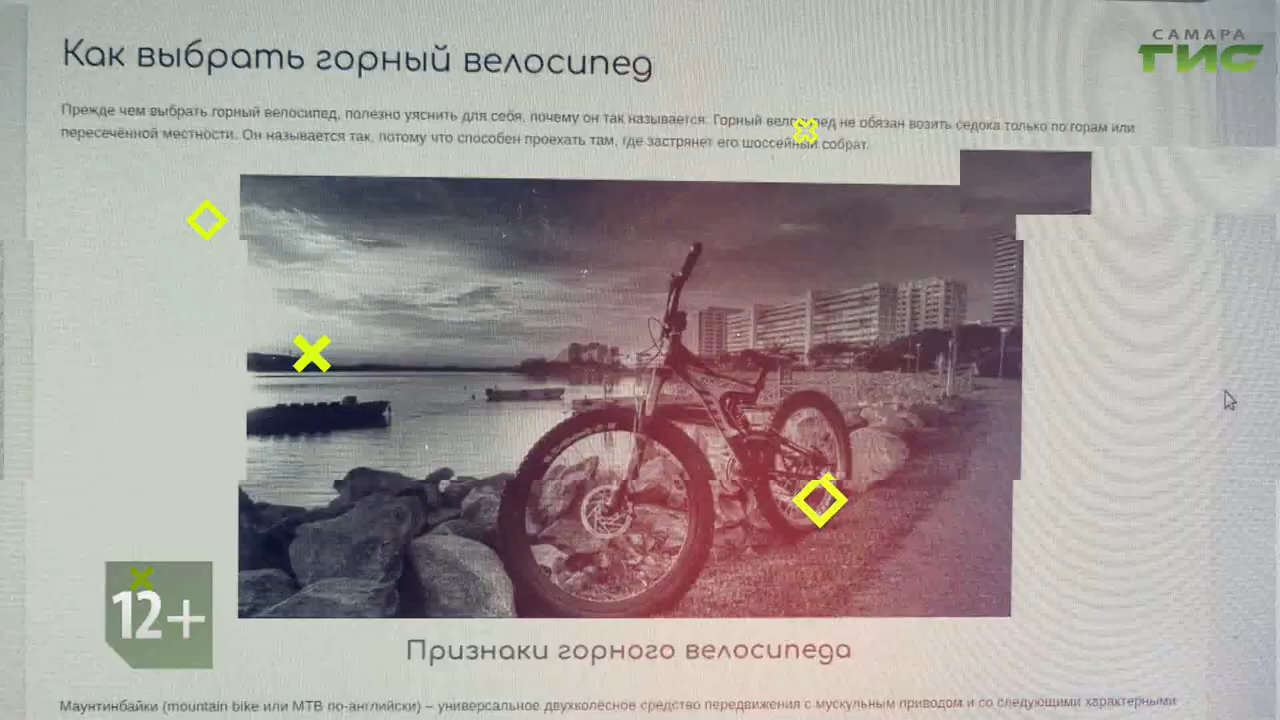 Как выбрать горный велосипед
САМАРА
ГИС
Прежде чем выбрать горный велосипед, полезно уяснить для себя, почему он так называется. Горный велосипед не обязан возить седока только по горам или
пересечённой местности. Он называется так, потому что способен проехать там, где застрянет его шоссейный собрат.
12+
Признаки горного велосипеда
Маунтинбайки (mountain bike или MTB по-английски) – универсальное двухколёсное средство передвижения с мускульным приводом и со следующими характерными